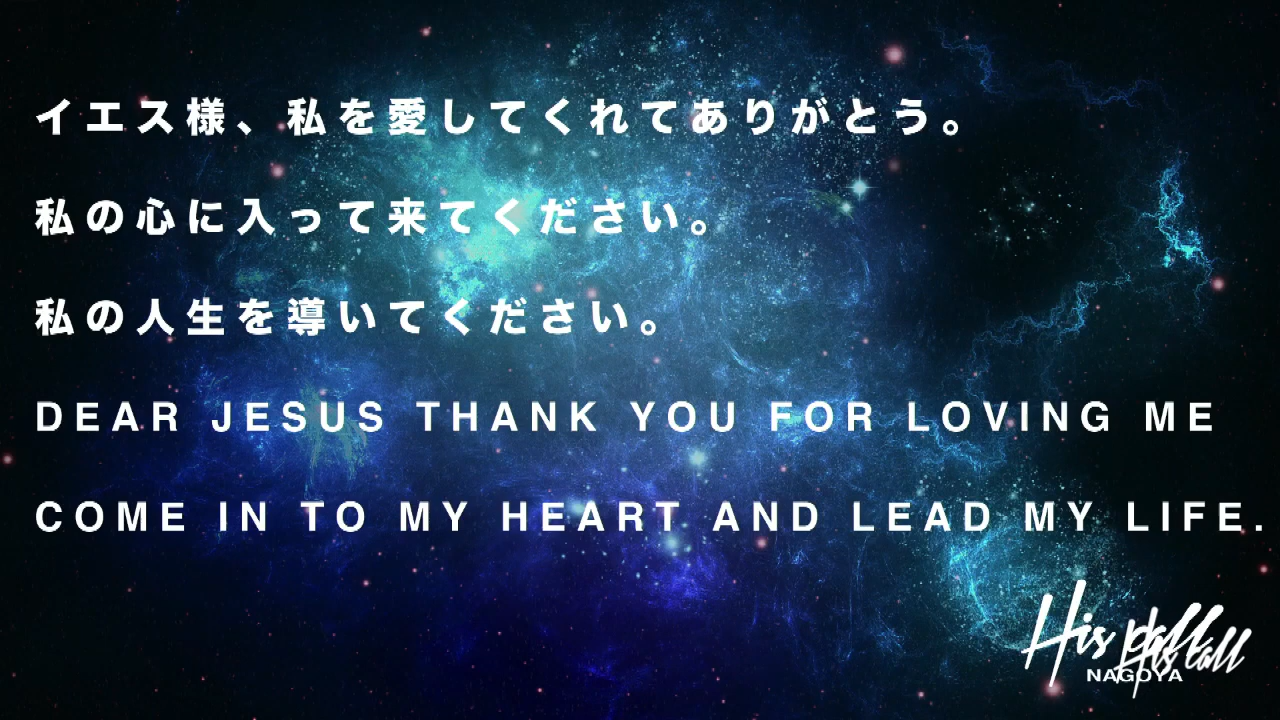 イエス様、私を愛してくれてありがとう。
私の心に入って来てください。
私の人生を導いてください。
DEAR JESUS THANK YOU FOR LOVING ME
COME IN TO MY HEART AND LEAD MY LIFE.
His call
NAGOYA